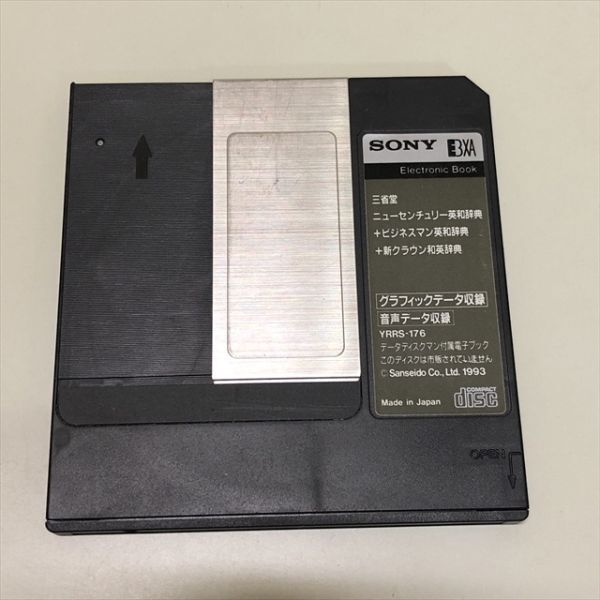 SONY EBXA
Electronic Book
三省堂
ニューセンチュリー英和辞典
+ビジネスマン英和辞典
+新クラウン和英辞典
グラフィックデータ収録
音声データ収録
YRRS-176
データディスクマン付属電子ブック
このディスクは市販されていません
© Sanseido Co., Ltd. 1993
Made in Japan
COMPACT
disc
OPEN